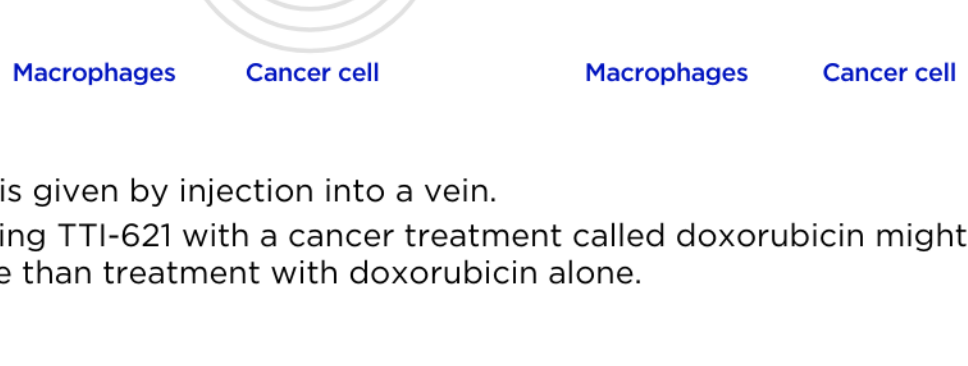 Macrophages Cancer cell Macrophages Cancer cell
is given by injection into a vein.
ing TTI-621 with a cancer treatment called doxorubicin might
e than treatment with doxorubicin alone.